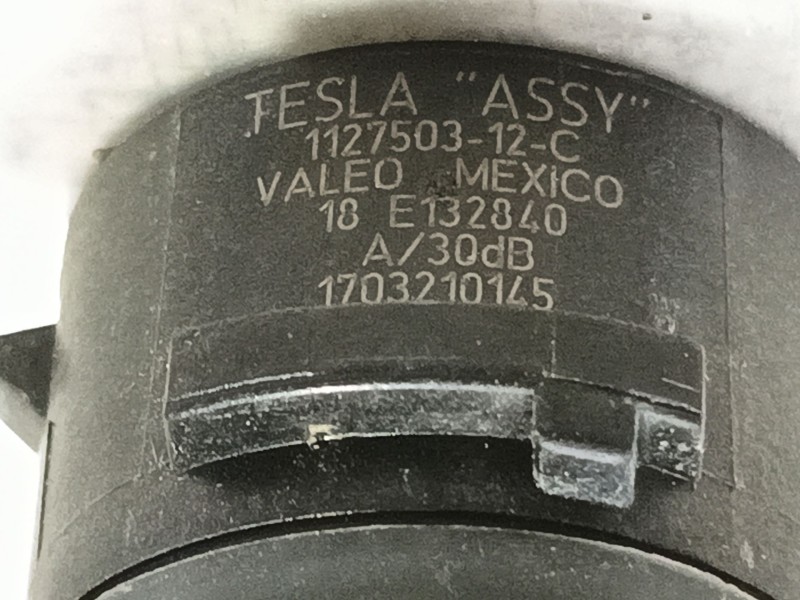 TESLA "ASSY"
1127503-12-C
VALEO MEXICO
18 E132840
A/30dB
1703210145